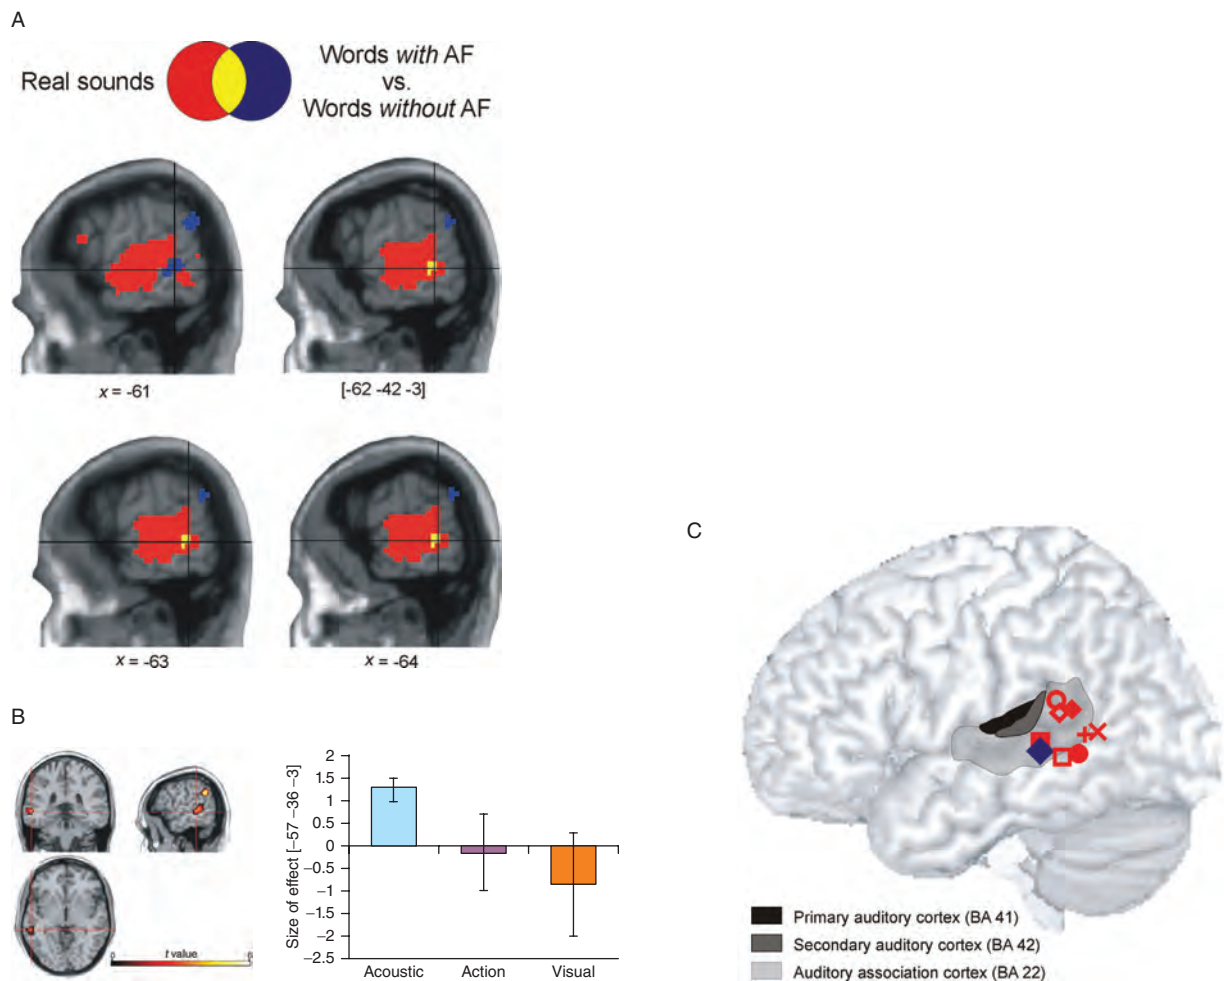 A
Real sounds
Words with AF
vs.
Words without AF
x = -61
[-62 -42 -3]
x = -63
x = -64
B
t value
Size of effect [–57 –36 –3]
2
1.5
1
0.5
0
–0.5
–1
–1.5
–2
–2.5
Acoustic
Action
Visual
C
Primary auditory cortex (BA 41)
Secondary auditory cortex (BA 42)
Auditory association cortex (BA 22)